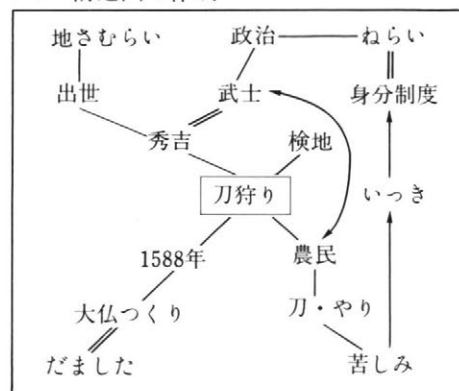 地さむらい 政治 ねらい
出世 武士 身分制度
秀吉 検地
刀狩り いっき
1588年 農民
大仏つくり 刀・やり
だました 苦しみ